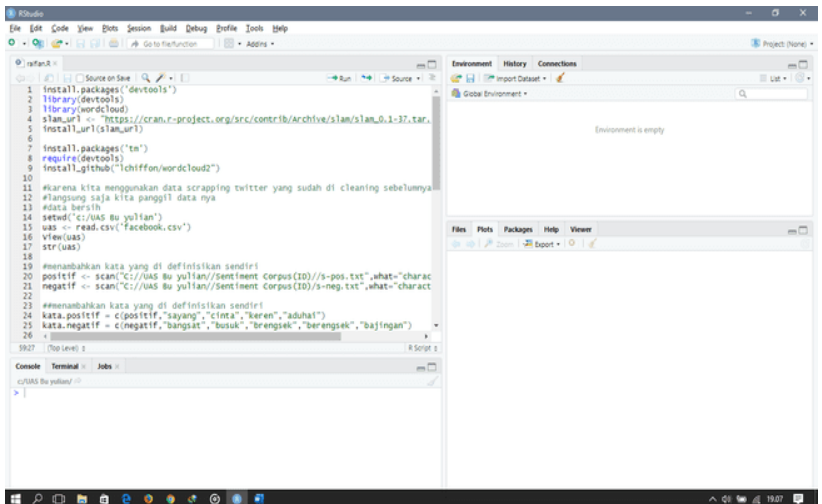 RStudio
File Edit Code View Plots Session Build Debug Profile Tools Help
Go to file/function Addins Project: (None)
raffan.R
Source on Save Run Source
1 install.packages('devtools')
2 library(devtools)
3 library(wordcloud)
4 slam_url <- "https://cran.r-project.org/src/contrib/Archive/slam/slam_0.1-37.tar.
5 install_url(slam_url)
6
7 install.packages('tm')
8 require(devtools)
9 install_github("lchiffon/wordcloud2")
10
11 #karena kita menggunakan data scrapping twitter yang sudah di cleaning sebelumnya
12 #langsung saja kita panggil data nya
13 #data bersih
14 setwd('c:/UAS Bu yulian')
15 uas <- read.csv('facebook.csv')
16 View(uas)
17 str(uas)
18
19 #menambahkan kata yang di definisikan sendiri
20 positif <- scan("C://UAS Bu yulian//Sentiment Corpus(ID)//s-pos.txt",what="charac
21 negatif <- scan("C://UAS Bu yulian//Sentiment Corpus(ID)//s-neg.txt",what="charact
22
23 ##menambahkan kata yang di definisikan sendiri
24 kata.positif = c(positif,"sayang","cinta","keren","aduhai")
25 kata.negatif = c(negatif,"bangsat","busuk","brengsek","berengsek","bajingan")
26
59:27 (Top Level) R Script
Console Terminal Jobs
c:/UAS Bu yulian/
>
Environment History Connections
Import Dataset List
Global Environment
Environment is empty
Files Plots Packages Help Viewer
Zoom Export
19.07